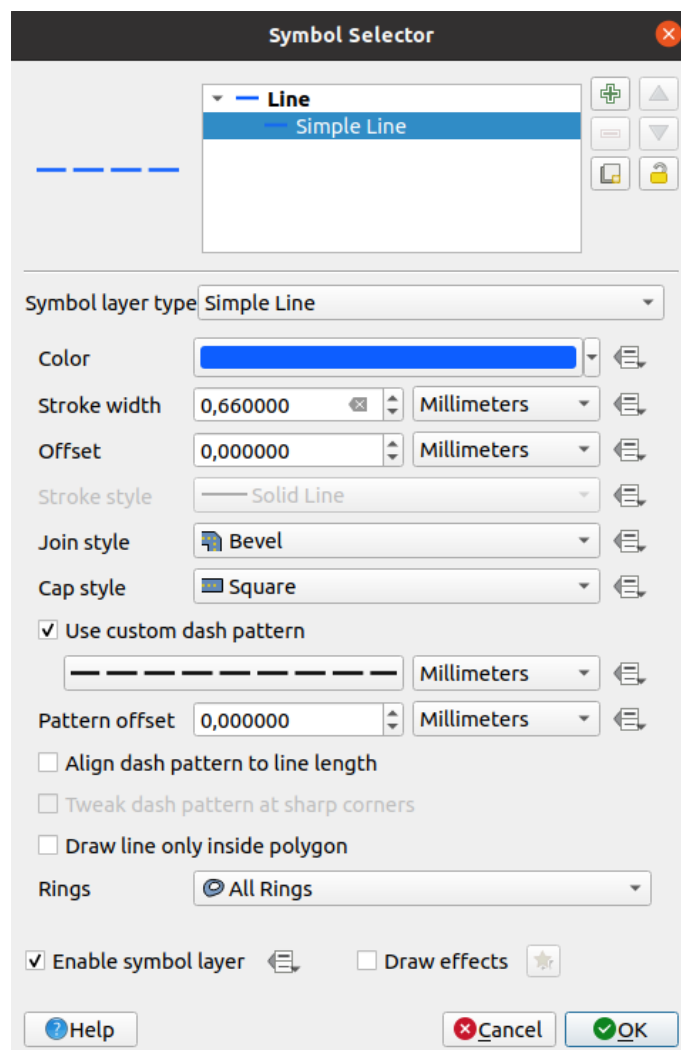 Symbol Selector
Line
Simple Line
Symbol layer type Simple Line
Color
Stroke width 0,660000 Millimeters
Offset 0,000000 Millimeters
Stroke style Solid Line
Join style Bevel
Cap style Square
Use custom dash pattern
Millimeters
Pattern offset 0,000000 Millimeters
Align dash pattern to line length
Tweak dash pattern at sharp corners
Draw line only inside polygon
Rings All Rings
Enable symbol layer Draw effects
Help Cancel OK